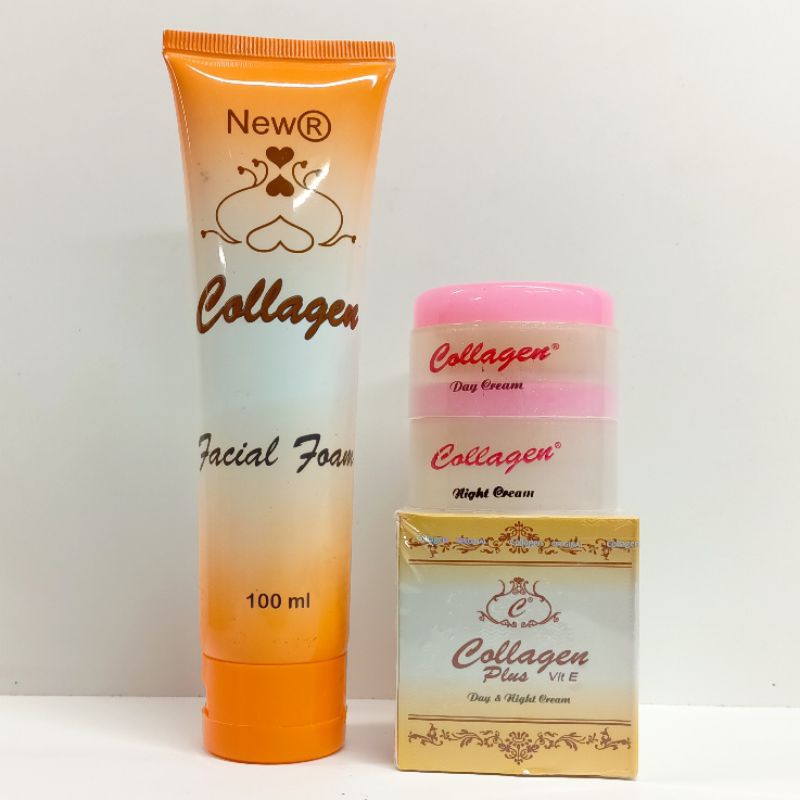 New®
Collagen
Facial Foam
100 ml
Collagen®
Day Cream
Collagen®
Night Cream
C®
Collagen
Plus Vit E
Day & Night Cream